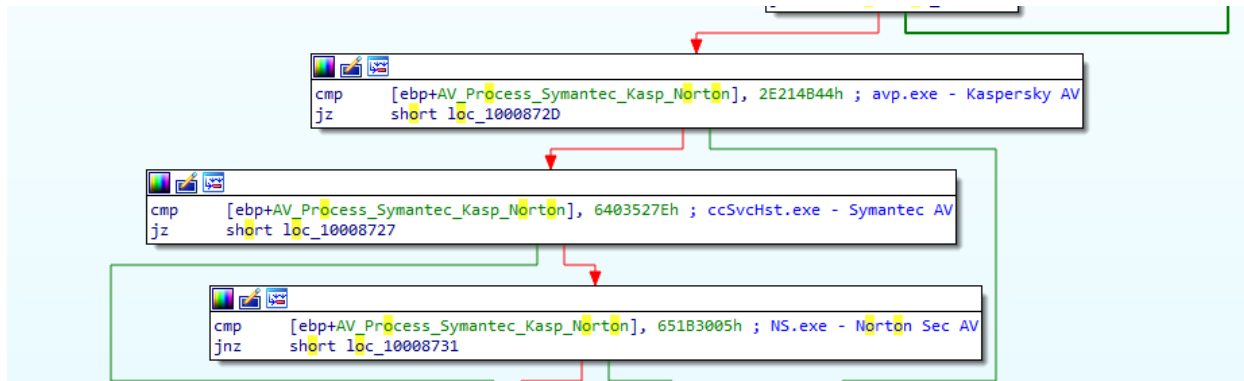 cmp [ebp+AV_Process_Symantec_Kasp_Norton], 2E214B44h ; avp.exe - Kaspersky AV
jz short loc_1000872D
cmp [ebp+AV_Process_Symantec_Kasp_Norton], 6403527Eh ; ccSvcHst.exe - Symantec AV
jz short loc_10008727
cmp [ebp+AV_Process_Symantec_Kasp_Norton], 651B3005h ; NS.exe - Norton Sec AV
jnz short loc_10008731